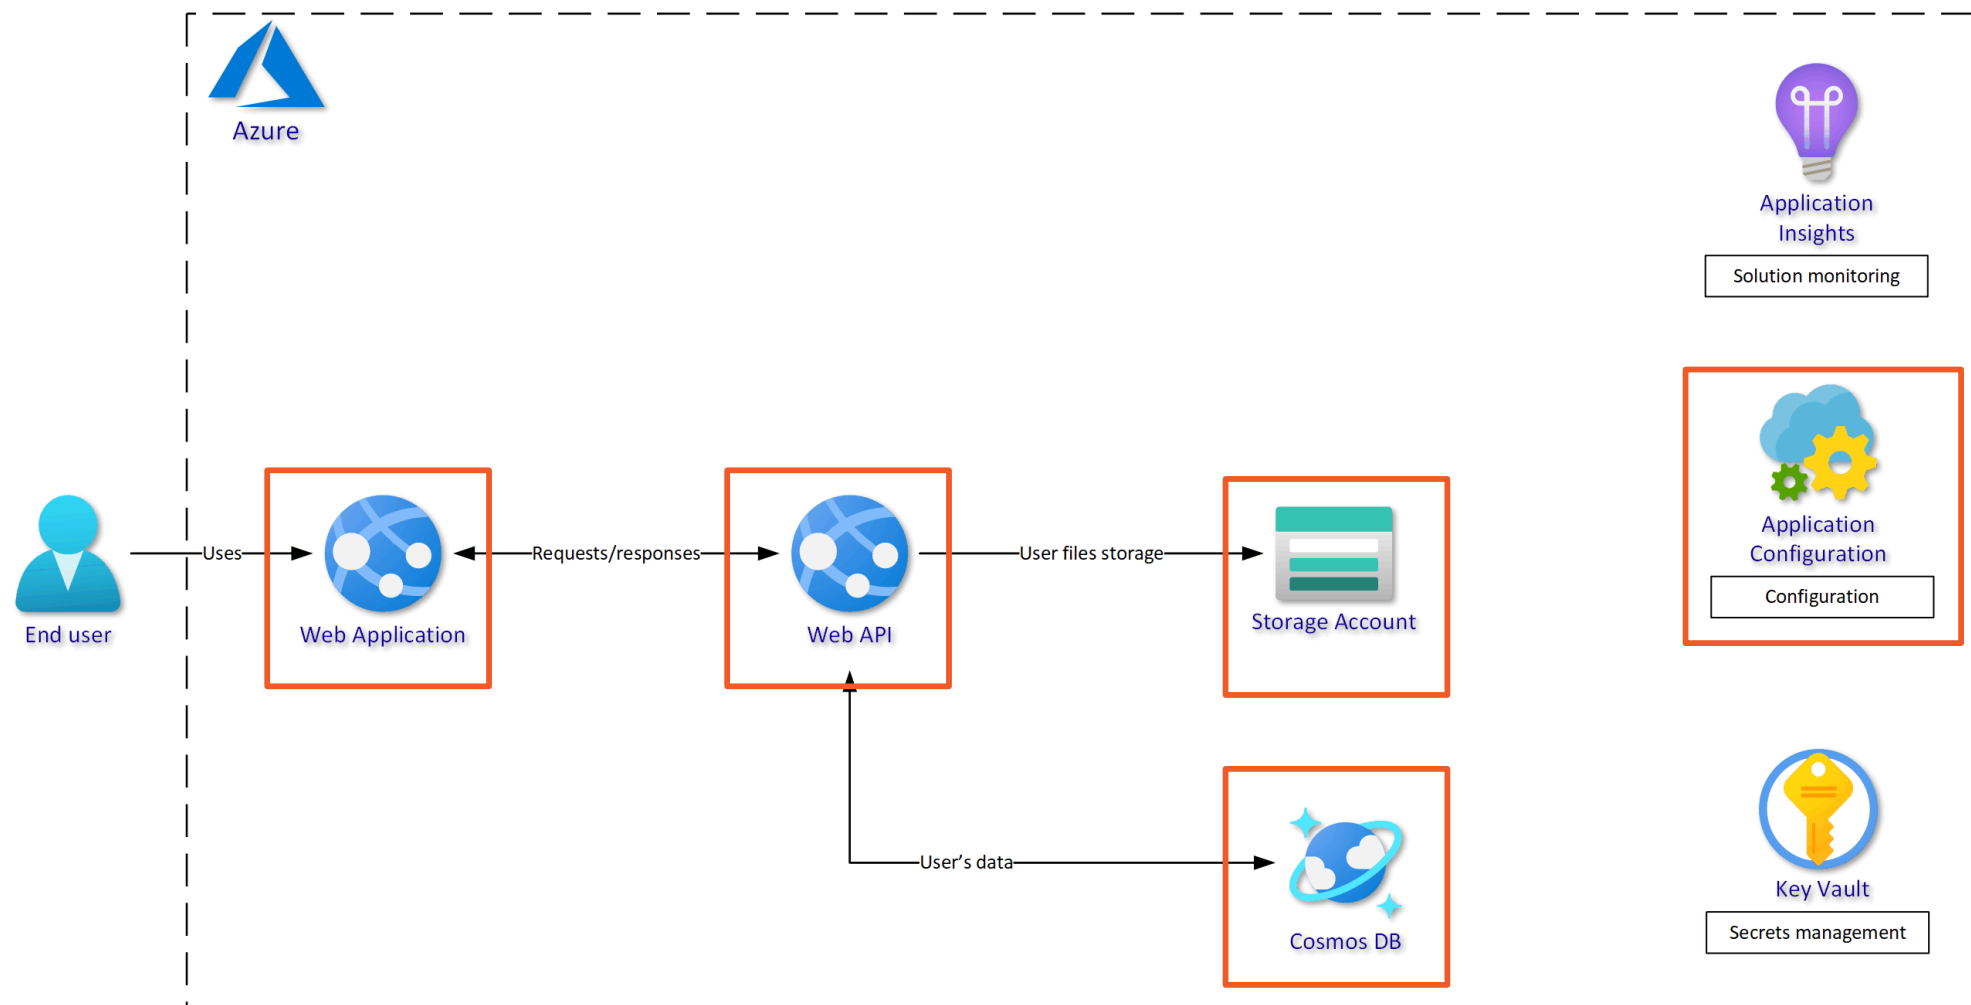 Azure
Application
Insights
Solution monitoring
Application
Configuration
Configuration
Uses
Requests/responses
User files storage
End user
Web Application
Web API
Storage Account
User's data
Cosmos DB
Key Vault
Secrets management